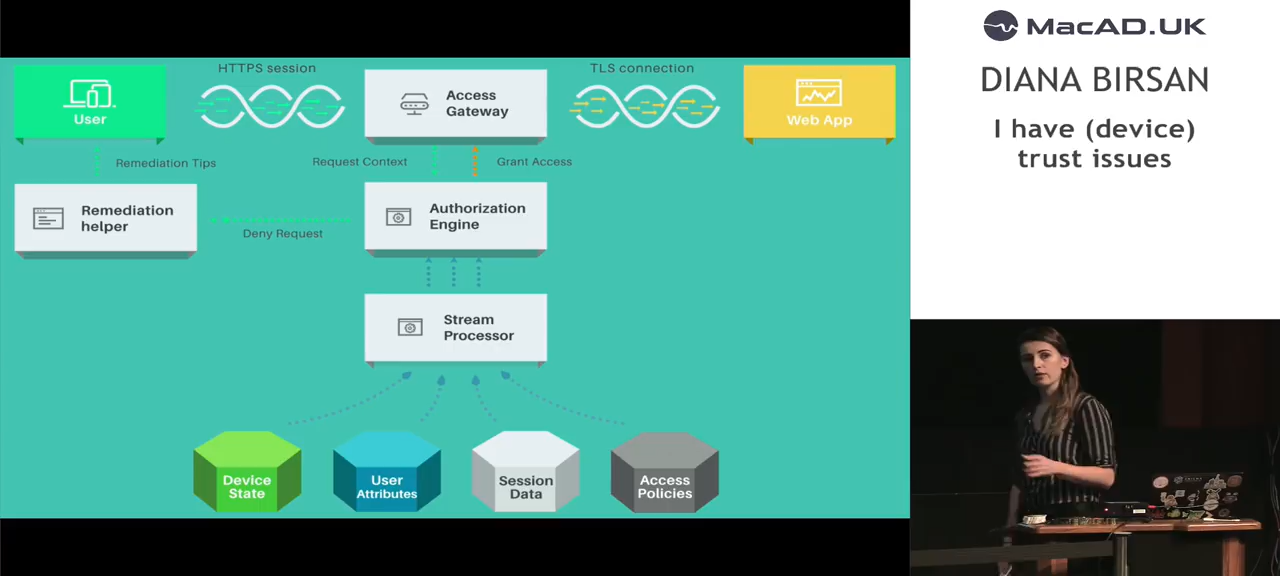 HTTPS session
TLS connection
User
Access
Gateway
Web App
Remediation Tips
Request Context
Grant Access
Remediation
helper
Authorization
Engine
Deny Request
Stream
Processor
Device
State
User
Attributes
Session
Data
Access
Policies
MacAD.UK
DIANA BIRSAN
I have (device)
trust issues